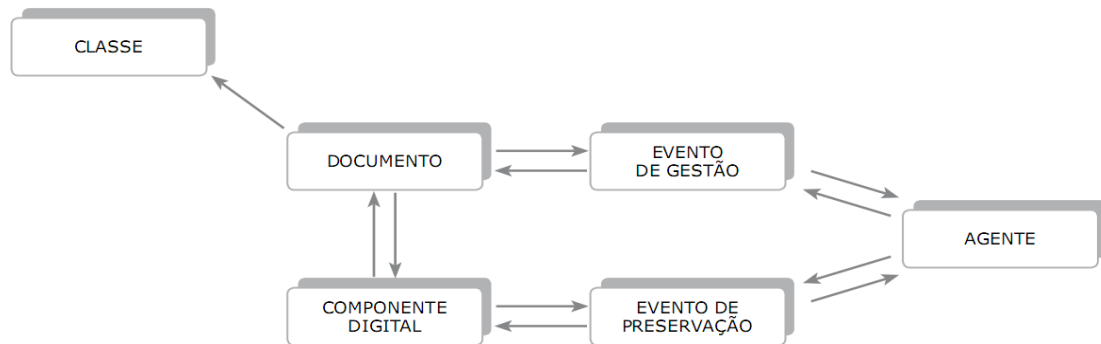 CLASSE
DOCUMENTO
EVENTO
DE GESTÃO
AGENTE
COMPONENTE
DIGITAL
EVENTO DE
PRESERVAÇÃO